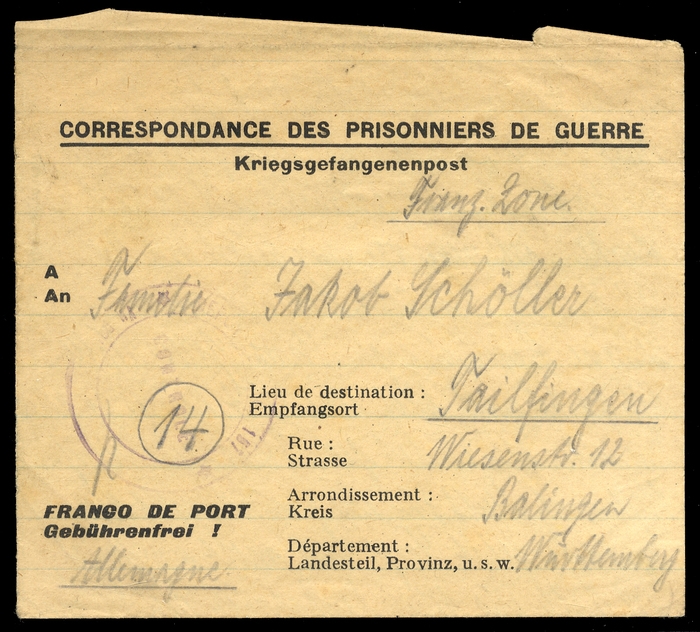 CORRESPONDANCE DES PRISONNIERS DE GUERRE
Kriegsgefangenenpost
Franz. Zone.
A
An Familie Jakob Schöller
Lieu de destination :
Empfangsort Tailfingen
14
167
Rue :
Strasse Wiesenstr. 12
Arrondissement :
Kreis Balingen
FRANCO DE PORT
Gebührenfrei !
Département :
Landesteil, Provinz, u. s. w. Württemberg
Allemagne